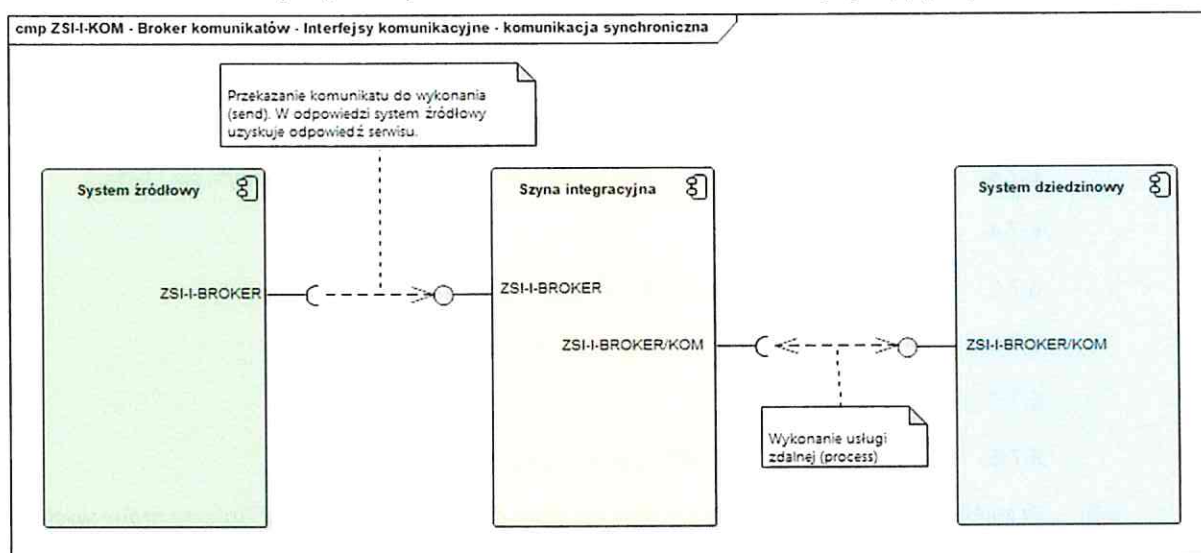 cmp ZSI-I-KOM - Broker komunikatów - Interfejsy komunikacyjne - komunikacja synchroniczna
Przekazanie komunikatu do wykonania
(send). W odpowiedzi system źródłowy
uzyskuje odpowiedź serwisu.
System źródłowy
Szyna integracyjna
System dziedzinowy
ZSI-I-BROKER
ZSI-I-BROKER
ZSI-I-BROKER/KOM
ZSI-I-BROKER/KOM
Wykonanie usługi
zdalnej (process)